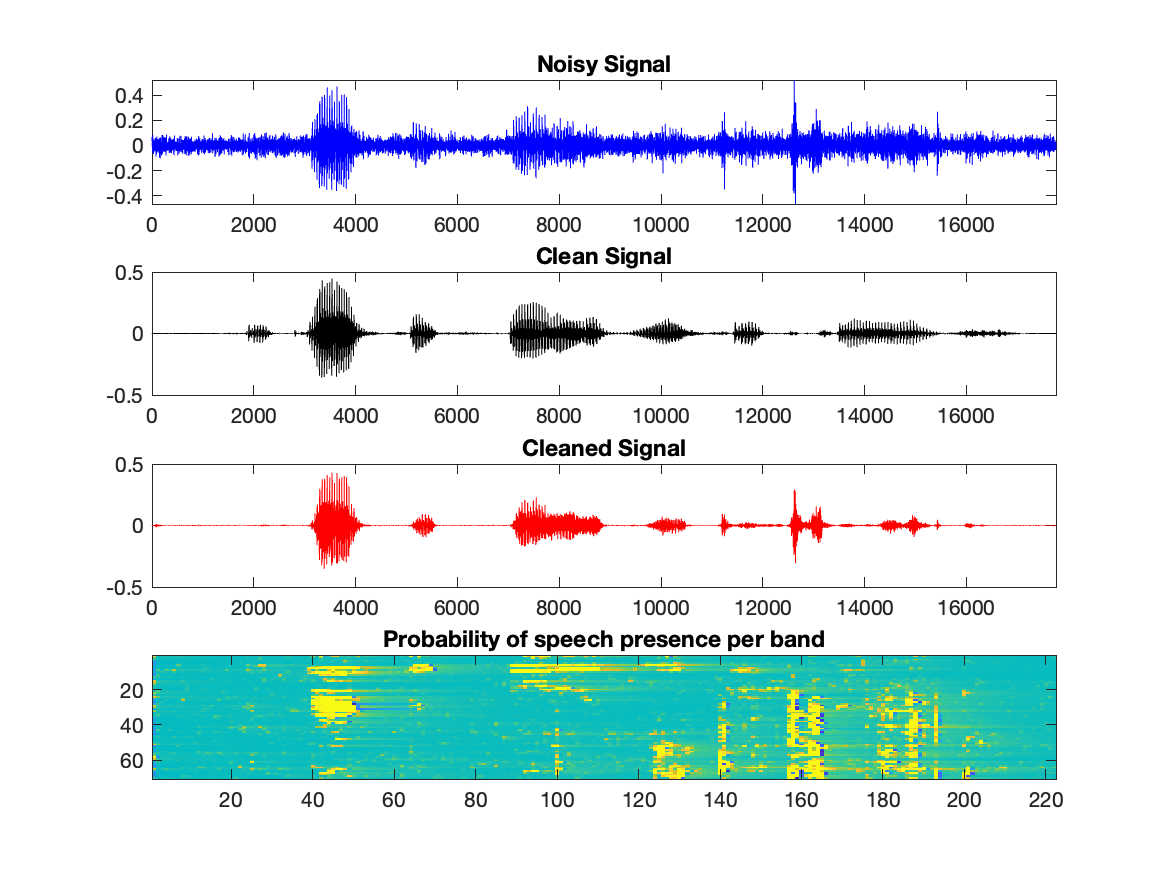 Noisy Signal
0.4
0.2
0
-0.2
-0.4
0 2000 4000 6000 8000 10000 12000 14000 16000
Clean Signal
0.5
0
-0.5
0 2000 4000 6000 8000 10000 12000 14000 16000
Cleaned Signal
0.5
0
-0.5
0 2000 4000 6000 8000 10000 12000 14000 16000
Probability of speech presence per band
20
40
60
20 40 60 80 100 120 140 160 180 200 220